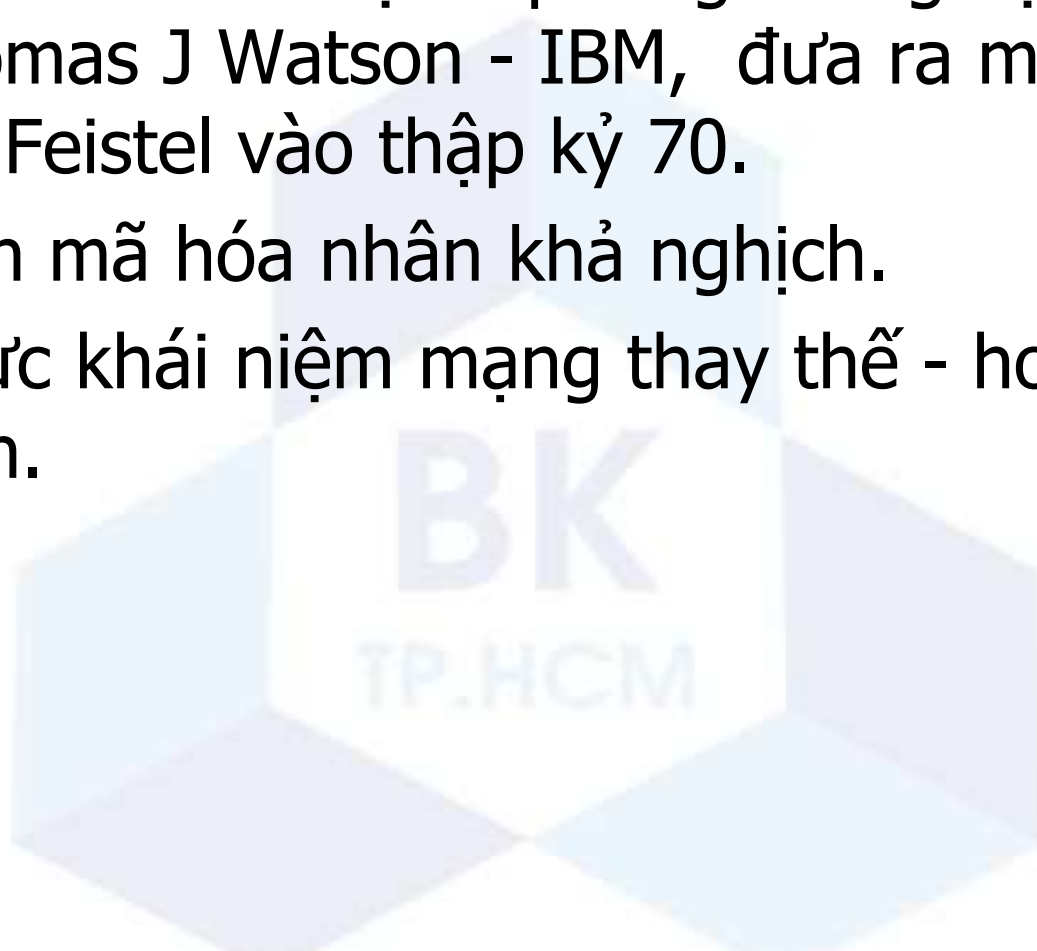 omas J Watson - IBM, đưa ra m
Feistel vào thập kỷ 70.
mã hóa nhân khả nghịch.
khái niệm mạng thay thế - ho
BK
TP.HCM